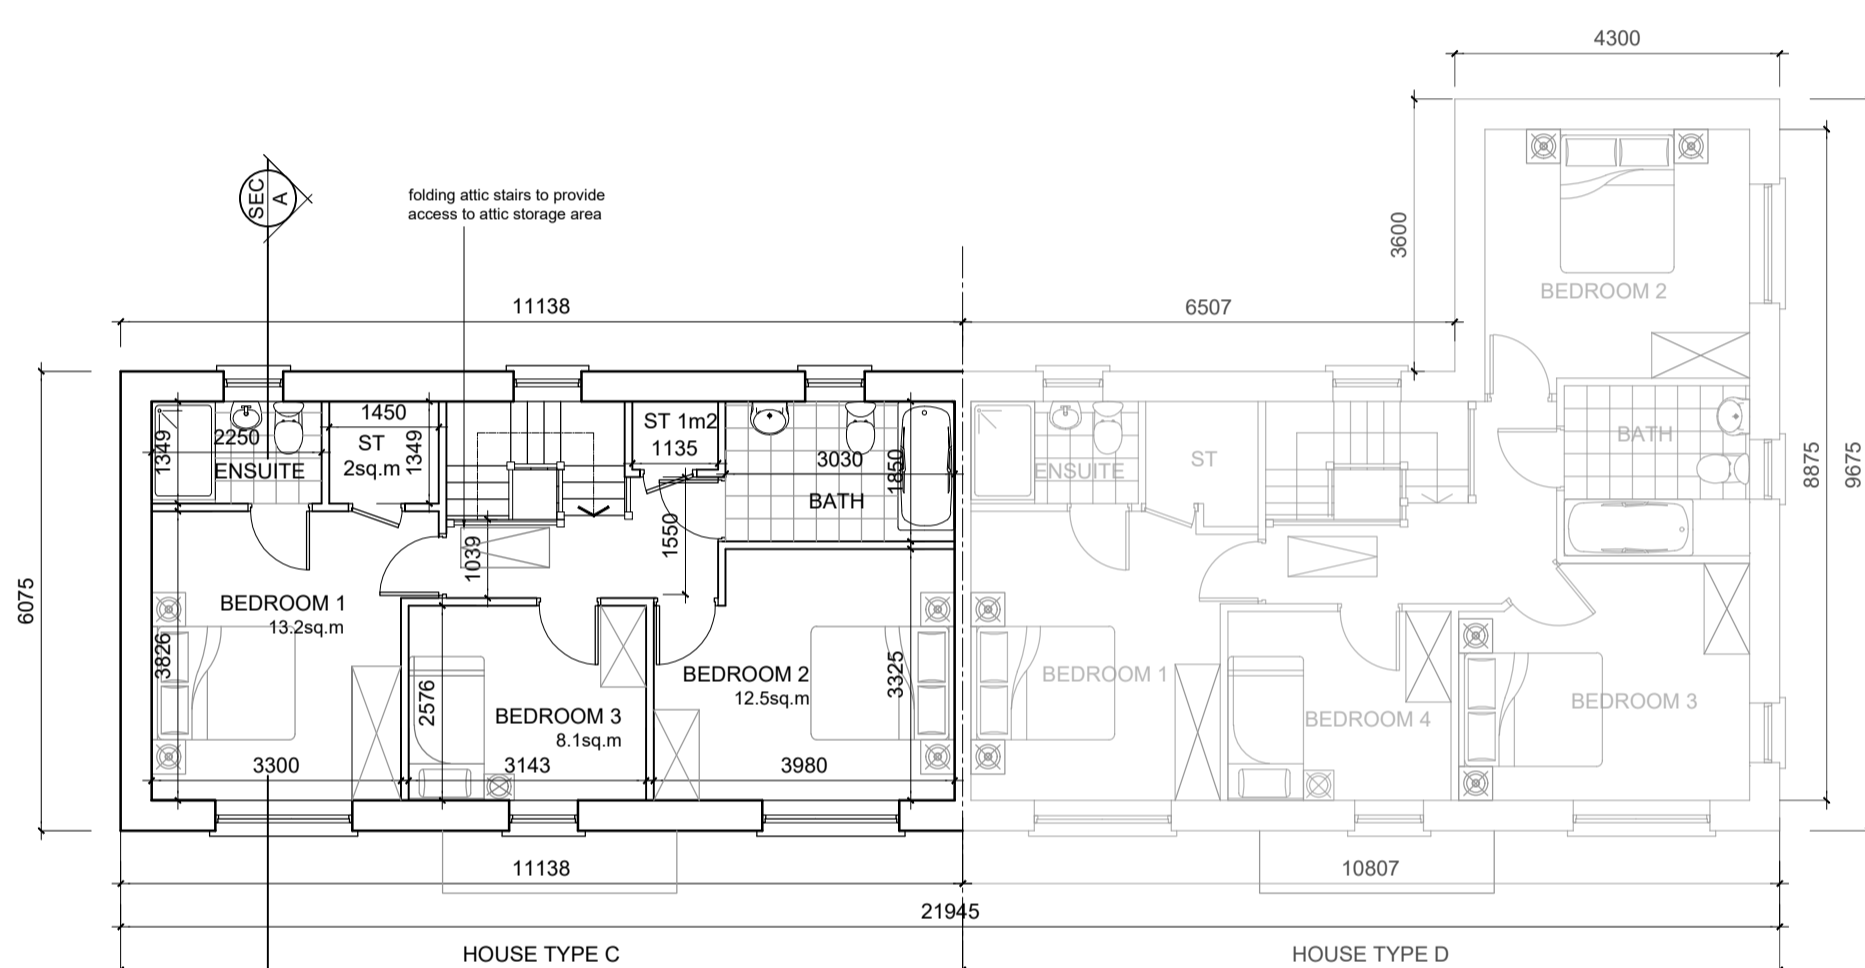 4300
3600
SEC
A
folding attic stairs to provide
access to attic storage area
11138
6507
BEDROOM 2
1450
ST
2sq.m
1349
1349
2250
ENSUITE
ST 1m2
1135
3030
1850
BATH
ENSUITE
ST
BATH
8875
9675
6075
1039
1550
BEDROOM 1
13.2sq.m
3826
2576
BEDROOM 3
8.1sq.m
BEDROOM 2
12.5sq.m
3325
BEDROOM 1
BEDROOM 4
BEDROOM 3
3300
3143
3980
11138
10807
21945
HOUSE TYPE C
HOUSE TYPE D